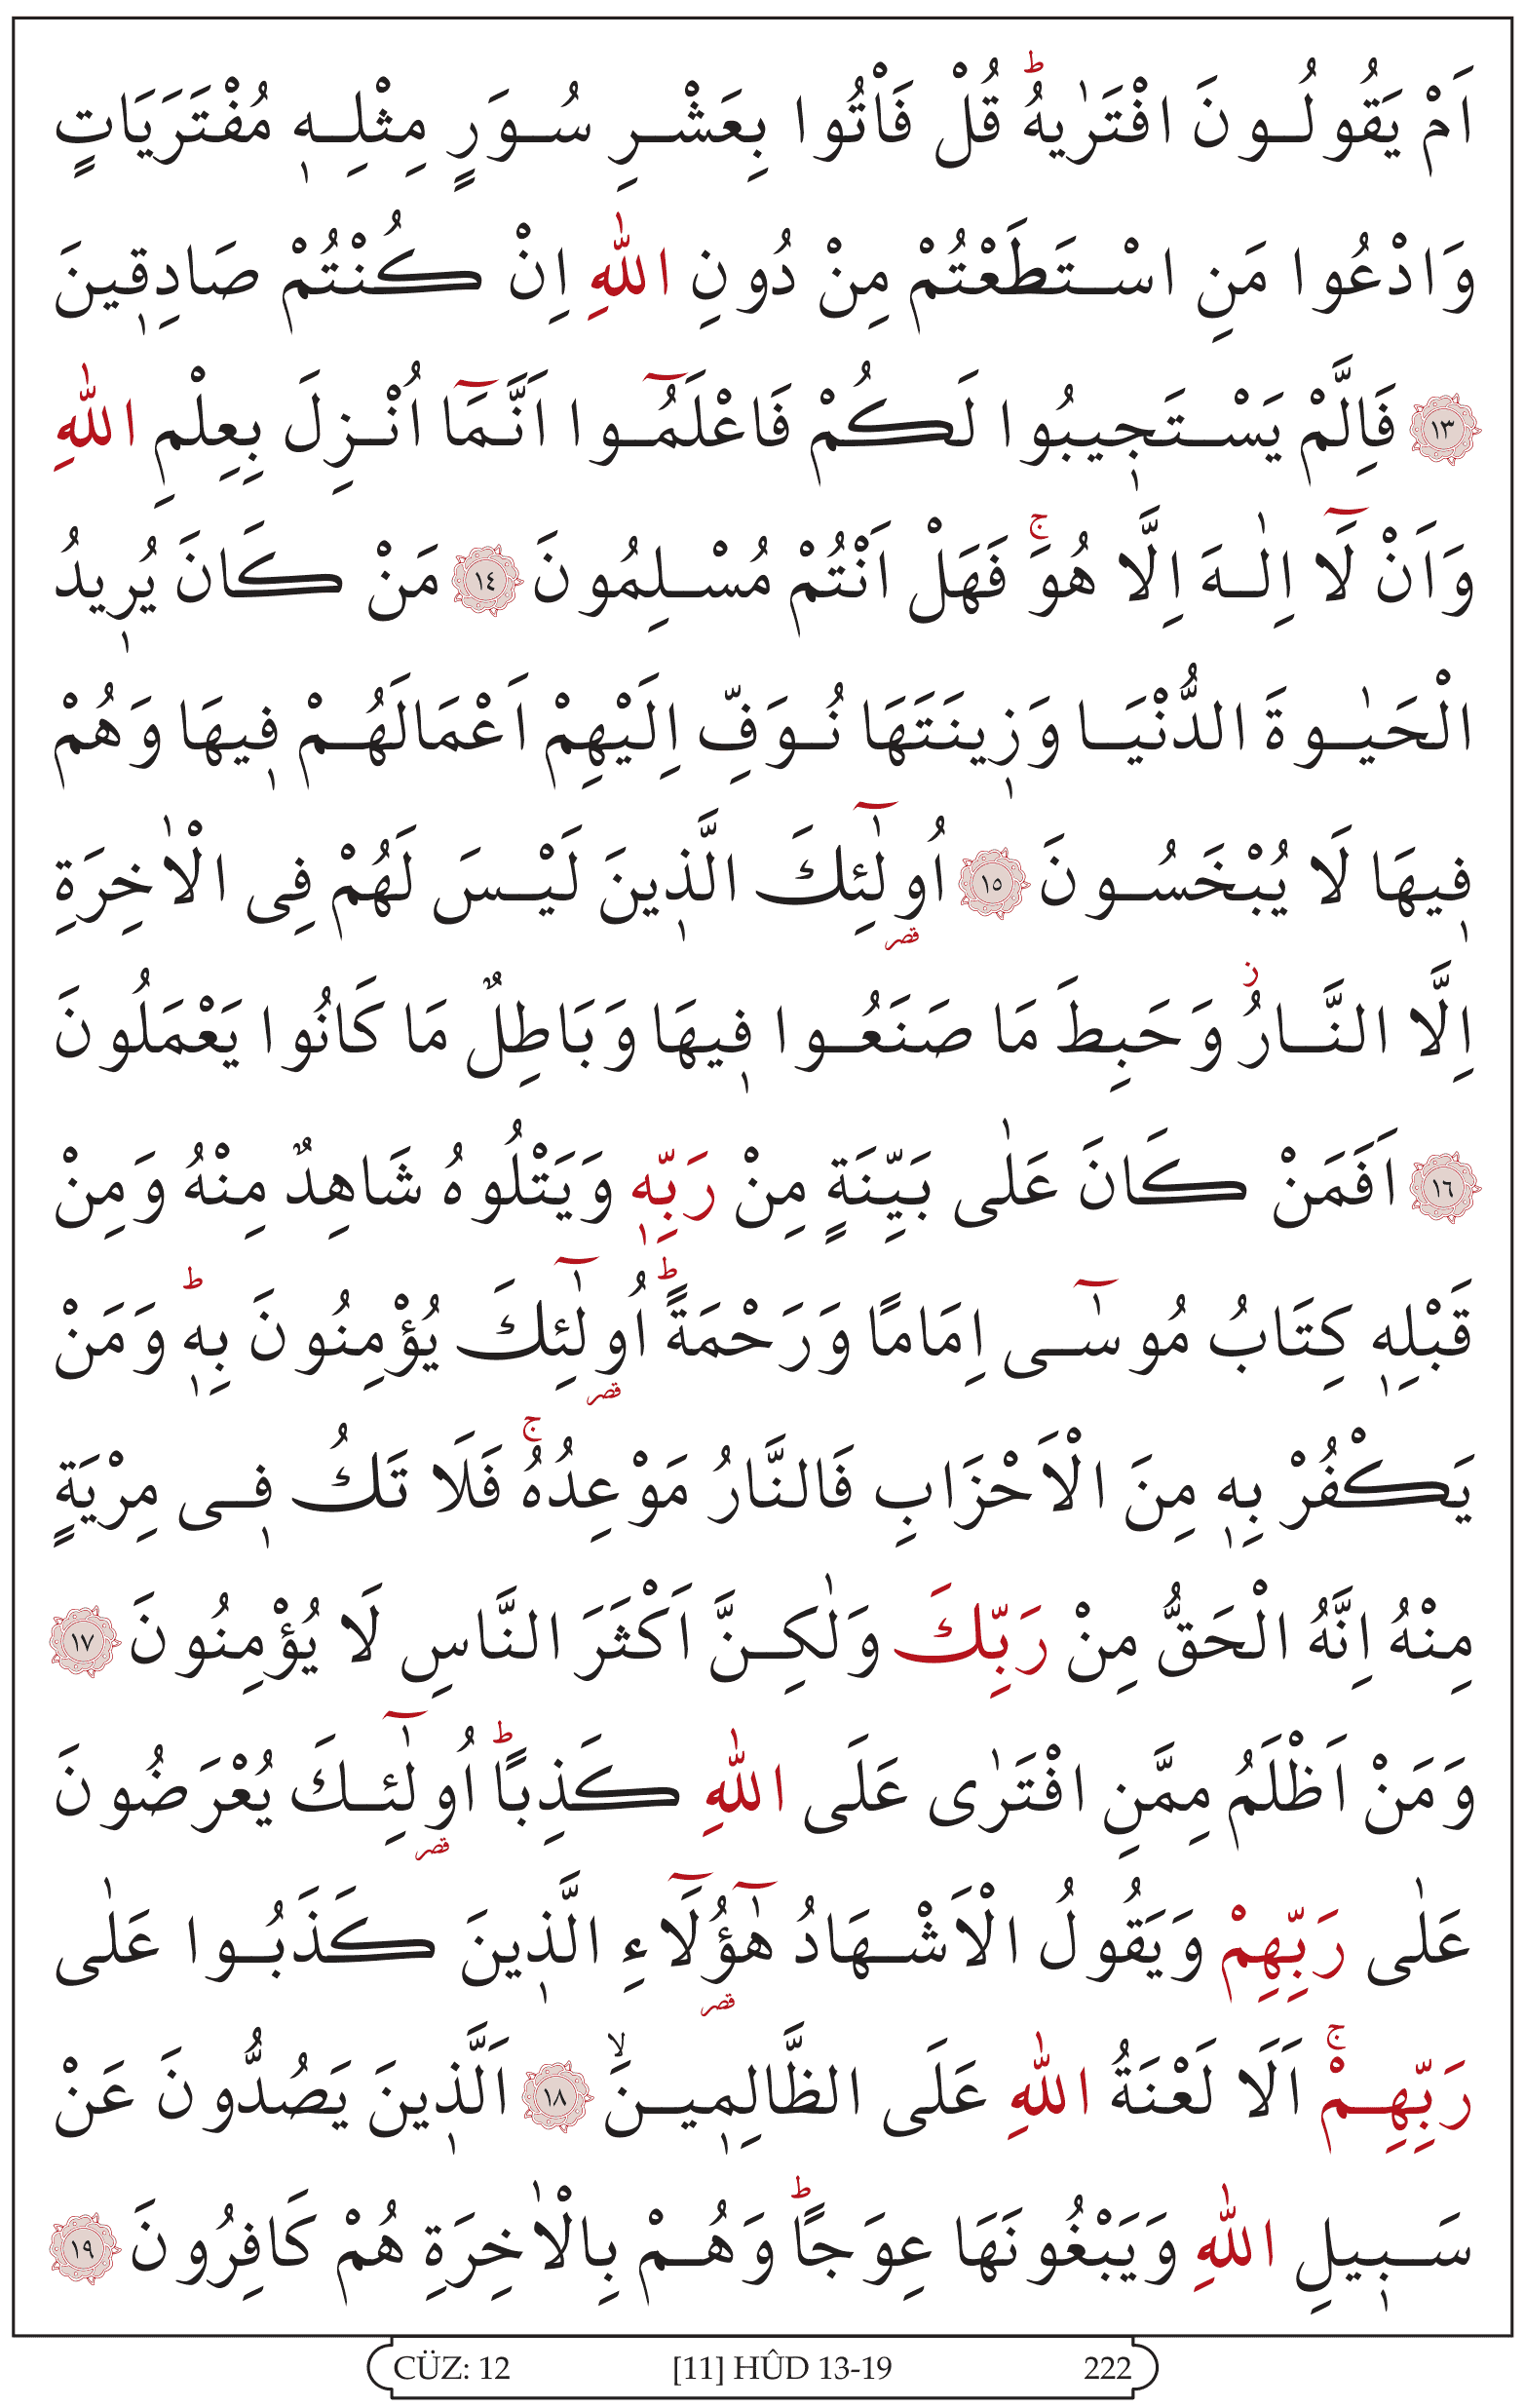 اَمْ يَقُولُونَ افْتَرٰيهُۜ قُلْ فَأْتُوا بِعَشْرِ سُوَرٍ مِثْلِه۪ مُفْتَرَيَاتٍ
وَادْعُوا مَنِ اسْتَطَعْتُمْ مِنْ دُونِ اللّٰهِ اِنْ كُنْتُمْ صَادِق۪ينَ
﴿١٣﴾ فَاِلَّمْ يَسْتَج۪يبُوا لَكُمْ فَاعْلَمُٓوا اَنَّمَٓا اُنْزِلَ بِعِلْمِ اللّٰهِ
وَاَنْ لَٓا اِلٰهَ اِلَّا هُوَۚ فَهَلْ اَنْتُمْ مُسْلِمُونَ ﴿١٤﴾ مَنْ كَانَ يُر۪يدُ
الْحَيٰوةَ الدُّنْيَا وَز۪ينَتَهَا نُوَفِّ اِلَيْهِمْ اَعْمَالَهُمْ ف۪يهَا وَهُمْ
ف۪يهَا لَا يُبْخَسُونَ ﴿١٥﴾ اُو۬لٰٓئِكَ الَّذ۪ينَ لَيْسَ لَهُمْ فِى الْاٰخِرَةِ
اِلَّا النَّارُۘ وَحَبِطَ مَا صَنَعُوا ف۪يهَا وَبَاطِلٌ مَا كَانُوا يَعْمَلُونَ
﴿١٦﴾ اَفَمَنْ كَانَ عَلٰى بَيِّنَةٍ مِنْ رَبِّه۪ وَيَتْلُوهُ شَاهِدٌ مِنْهُ وَمِنْ
قَبْلِه۪ كِتَابُ مُوسٰٓى اِمَامًا وَرَحْمَةًۜ اُو۬لٰٓئِكَ يُؤْمِنُونَ بِه۪ۜ وَمَنْ
يَكْفُرْ بِه۪ مِنَ الْاَحْزَابِ فَالنَّارُ مَوْعِدُهُۚ فَلَا تَكُ ف۪ى مِرْيَةٍ
مِنْهُ اِنَّهُ الْحَقُّ مِنْ رَبِّكَ وَلٰكِنَّ اَكْثَرَ النَّاسِ لَا يُؤْمِنُونَ ﴿١٧﴾
وَمَنْ اَظْلَمُ مِمَّنِ افْتَرٰى عَلَى اللّٰهِ كَذِبًاۜ اُو۬لٰٓئِكَ يُعْرَضُونَ
عَلٰى رَبِّهِمْ وَيَقُولُ الْاَشْهَادُ هٰٓؤُ۬لَٓاءِ الَّذ۪ينَ كَذَبُوا عَلٰى
رَبِّهِمْۚ اَلَا لَعْنَةُ اللّٰهِ عَلَى الظَّالِم۪ينَۙ ﴿١٨﴾ اَلَّذ۪ينَ يَصُدُّونَ عَنْ
سَب۪يلِ اللّٰهِ وَيَبْغُونَهَا عِوَجًاۜ وَهُمْ بِالْاٰخِرَةِ هُمْ كَافِرُونَ ﴿١٩﴾
CÜZ: 12 [11] HÛD 13-19 222